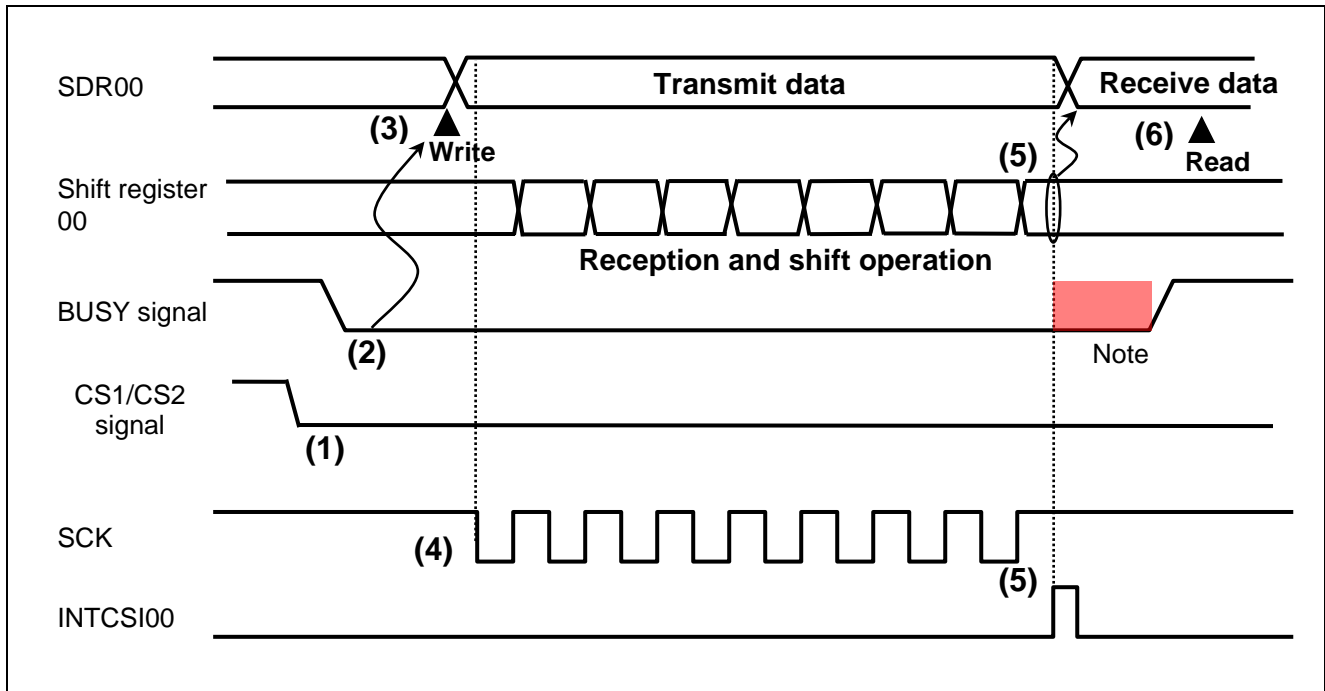 SDR00
Transmit data
Receive data
(3)
Write
(5)
(6)
Read
Shift register
00
Reception and shift operation
BUSY signal
(2)
Note
CS1/CS2
signal
(1)
SCK
(4)
(5)
INTCSI00